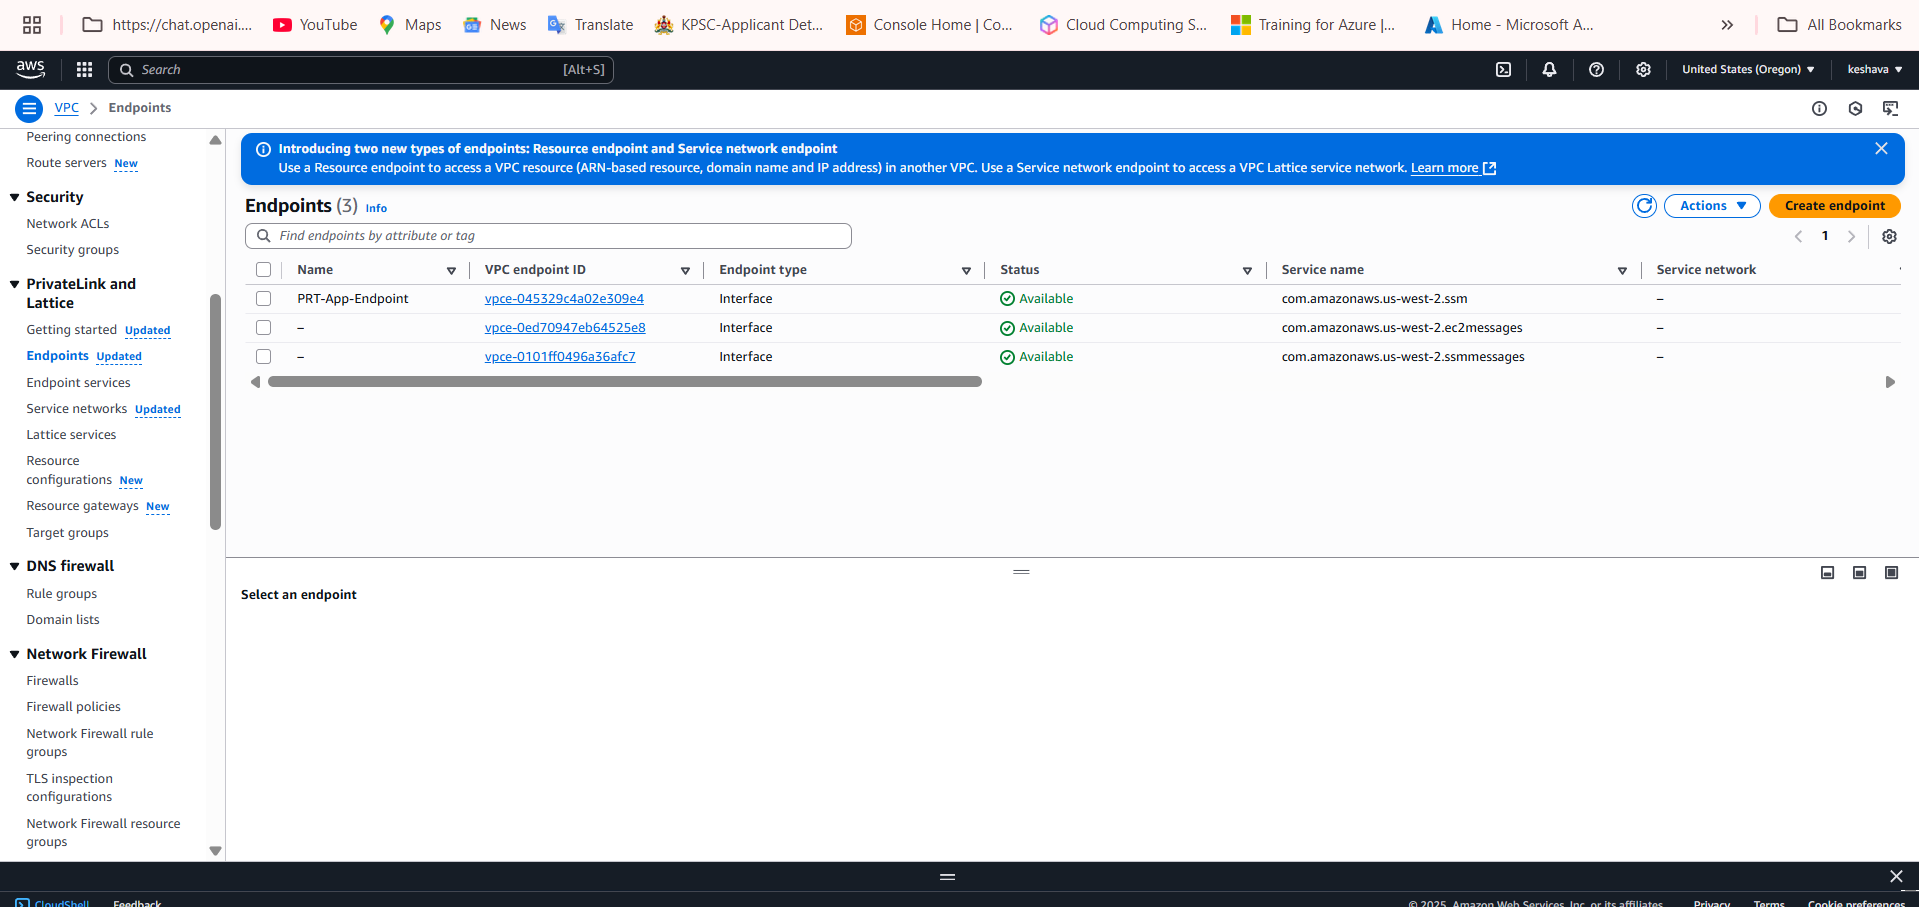 https://chat.openai.... YouTube Maps News Translate KPSC-Applicant Det... Console Home | Co... Cloud Computing S... Training for Azure |... Home - Microsoft A... » All Bookmarks
aws Search [Alt+S] United States (Oregon) keshava
VPC > Endpoints
Peering connections
Route servers New
Security
Network ACLs
Security groups
PrivateLink and
Lattice
Getting started Updated
Endpoints Updated
Endpoint services
Service networks Updated
Lattice services
Resource
configurations New
Resource gateways New
Target groups
DNS firewall
Rule groups
Domain lists
Network Firewall
Firewalls
Firewall policies
Network Firewall rule
groups
TLS inspection
configurations
Network Firewall resource
groups
Introducing two new types of endpoints: Resource endpoint and Service network endpoint
Use a Resource endpoint to access a VPC resource (ARN-based resource, domain name and IP address) in another VPC. Use a Service network endpoint to access a VPC Lattice service network. Learn more
Endpoints (3) Info Actions Create endpoint
Find endpoints by attribute or tag 1
Name VPC endpoint ID Endpoint type Status Service name Service network
PRT-App-Endpoint vpce-045329c4a02e309e4 Interface Available com.amazonaws.us-west-2.ssm –
– vpce-0ed70947eb64525e8 Interface Available com.amazonaws.us-west-2.ec2messages –
– vpce-0101ff0496a36afc7 Interface Available com.amazonaws.us-west-2.ssmmessages –
Select an endpoint
CloudShell Feedback © 2025, Amazon Web Services, Inc. or its affiliates. Privacy Terms Cookie preferences